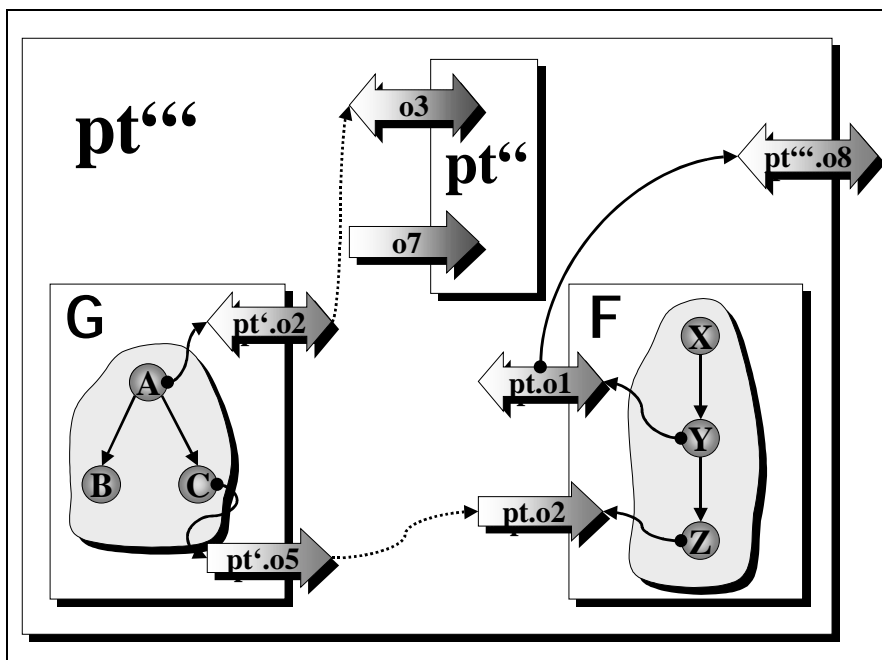 pt‘‘‘
o3
pt‘‘
pt‘‘‘.o8
o7
G
pt‘.o2
F
X
A
pt.o1
Y
B
C
pt.o2
Z
pt‘.o5